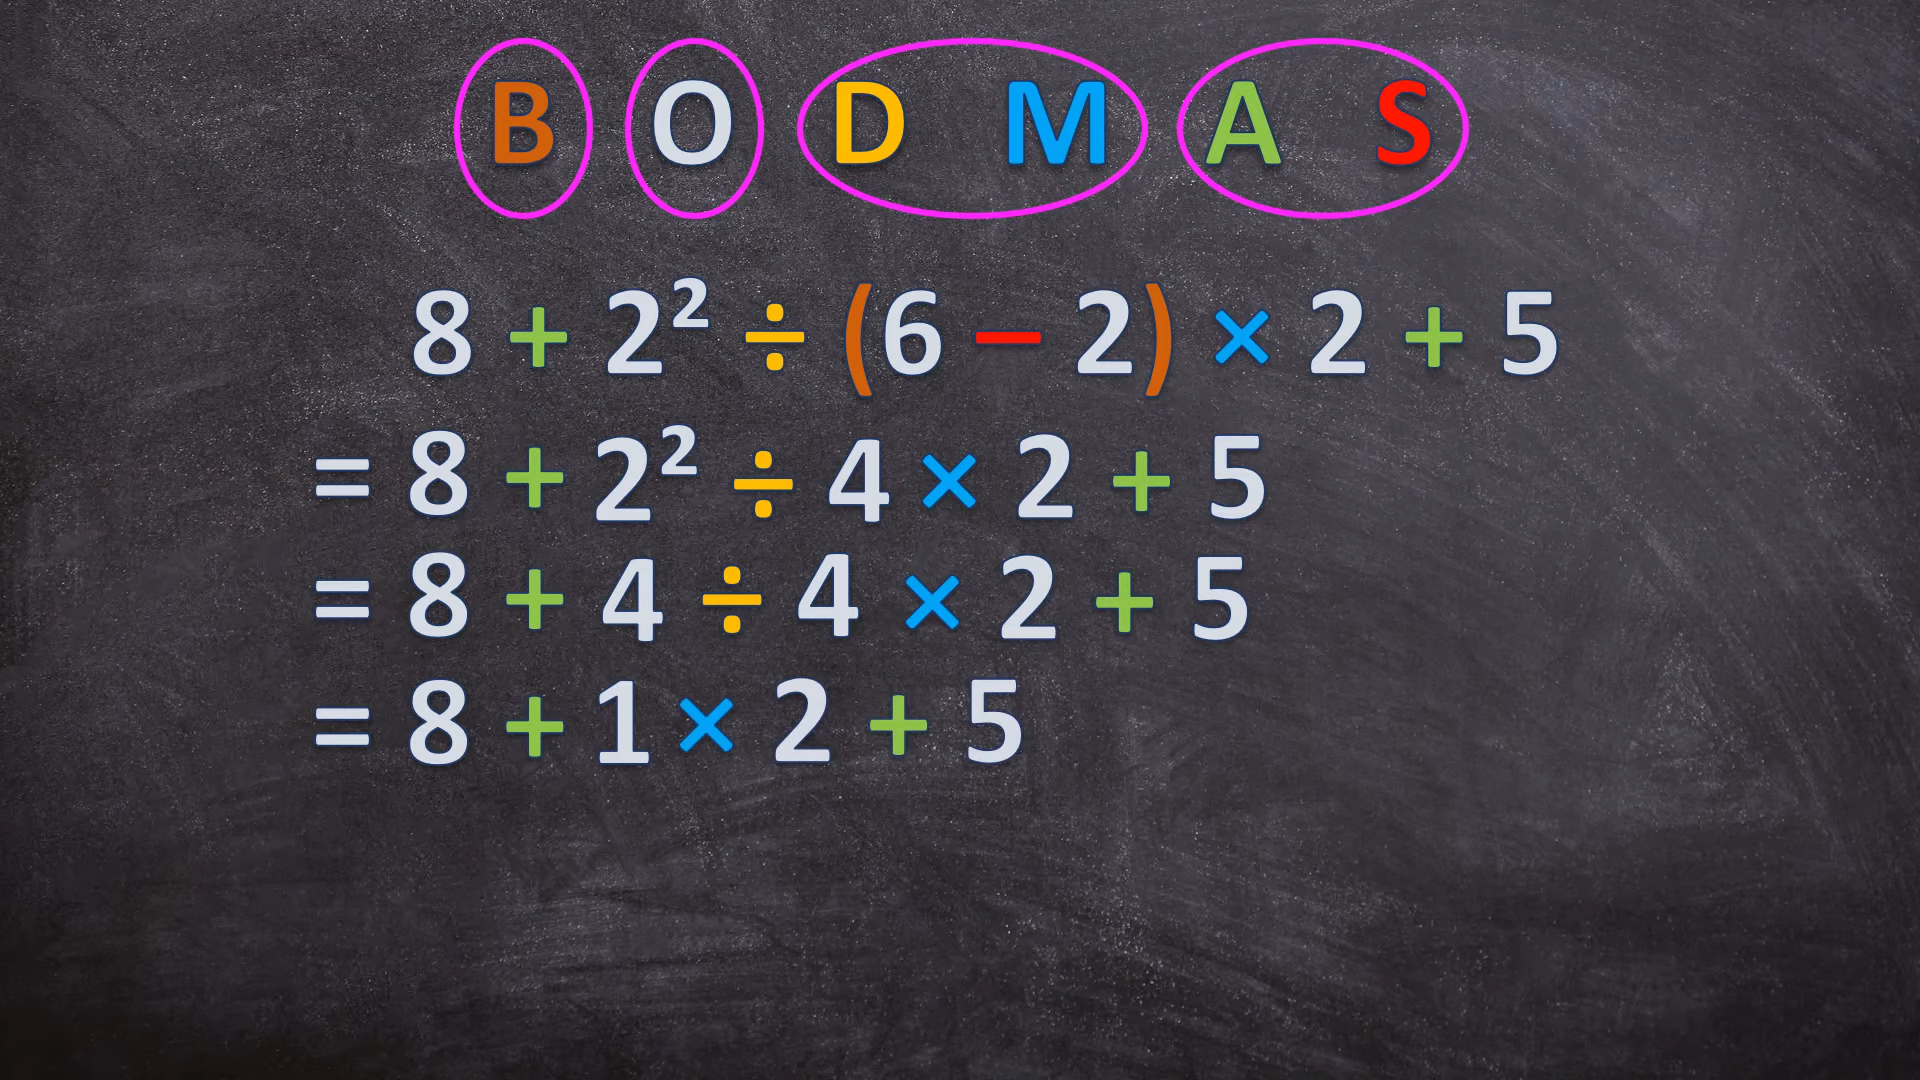 B O D M A S
8 + 2² ÷ (6 − 2) × 2 + 5
= 8 + 2² ÷ 4 × 2 + 5
= 8 + 4 ÷ 4 × 2 + 5
= 8 + 1 × 2 + 5